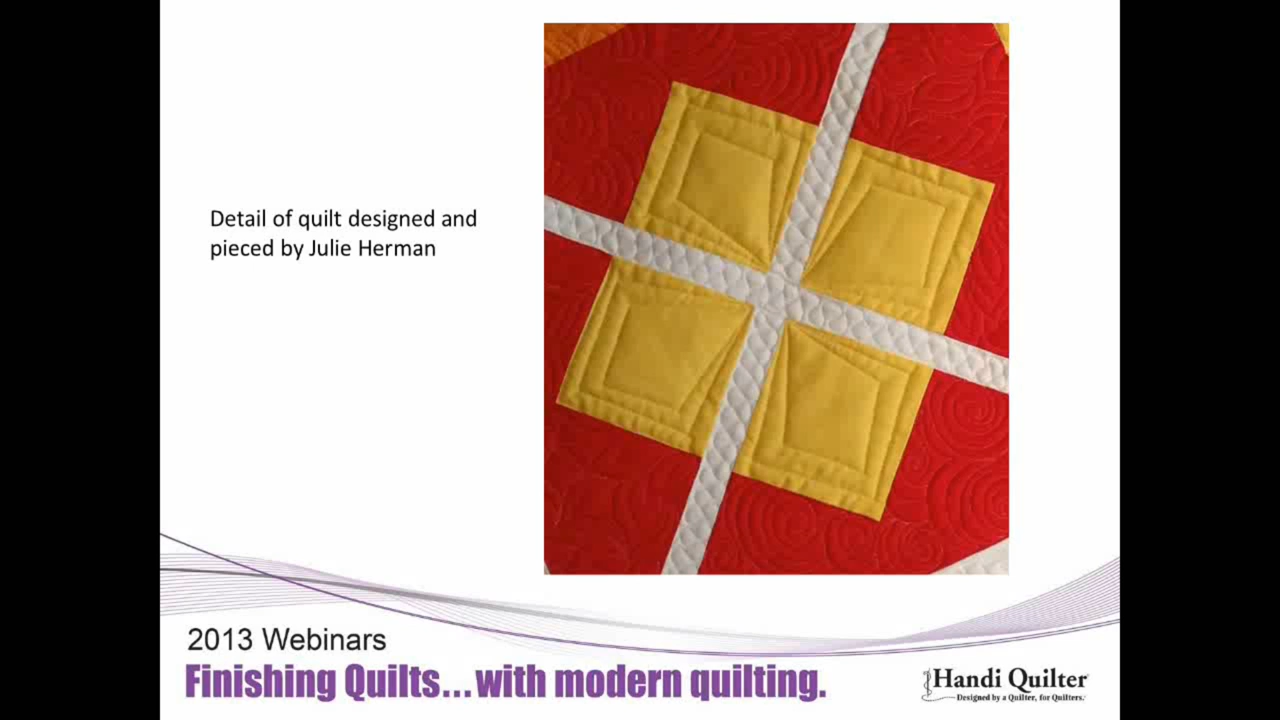 Detail of quilt designed and
pieced by Julie Herman
2013 Webinars
Finishing Quilts...with modern quilting.
Handi Quilter
Designed by a Quilter, for Quilters.